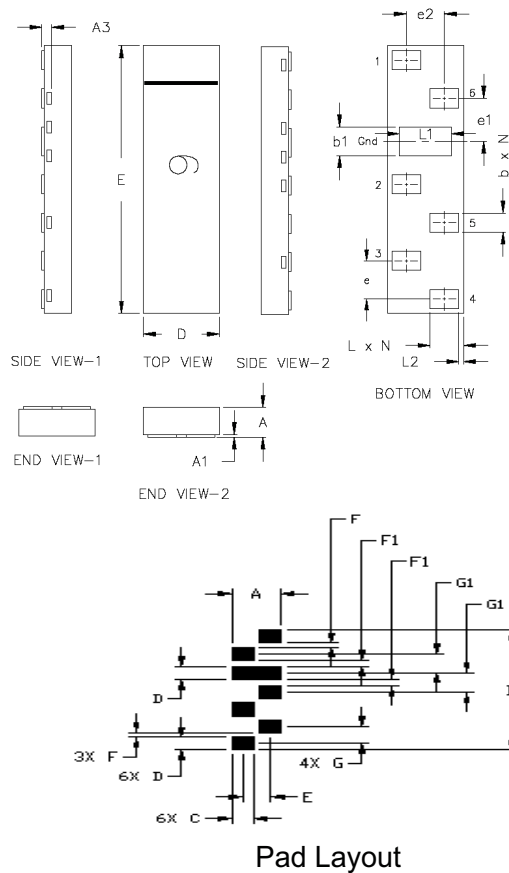 A3
e2
1
6
e1
b1
Gnd
L1
b x N
E
2
5
3
e
4
D
L x N
L2
SIDE VIEW-1
TOP VIEW
SIDE VIEW-2
BOTTOM VIEW
A
A1
END VIEW-1
END VIEW-2
F
F1
F1
A
G1
G1
D
3X F
6X D
4X G
E
6X C
Pad Layout